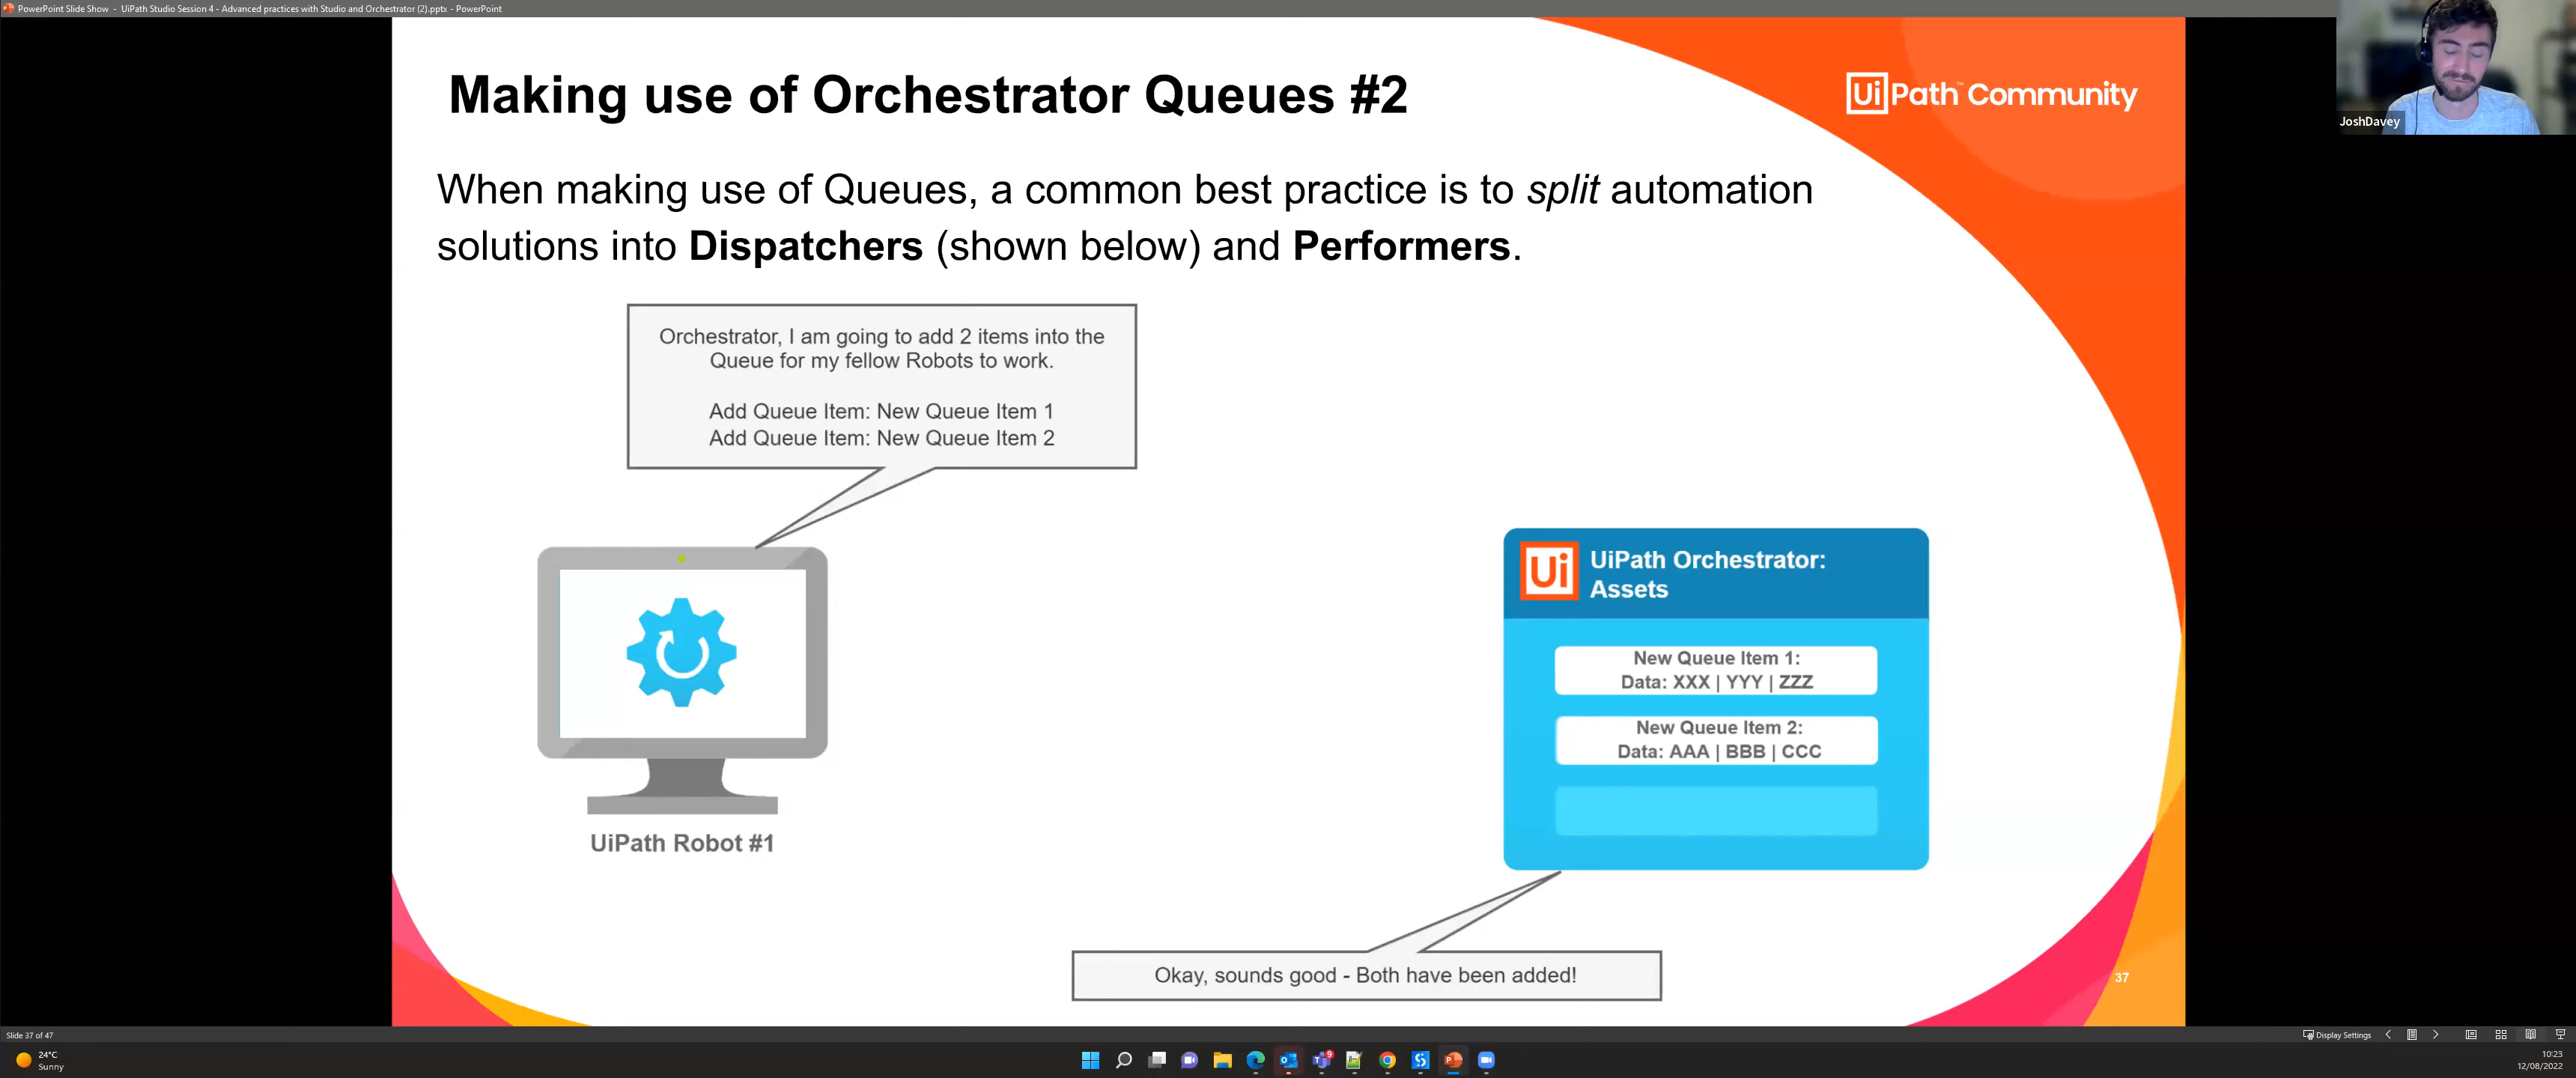 PowerPoint Slide Show - UiPath Studio Session 4 - Advanced practices with Studio and Orchestrator (2).pptx - PowerPoint
Making use of Orchestrator Queues #2
Ui Path Community
JoshDavey
When making use of Queues, a common best practice is to split automation
solutions into Dispatchers (shown below) and Performers.
Orchestrator, I am going to add 2 items into the
Queue for my fellow Robots to work.
Add Queue Item: New Queue Item 1
Add Queue Item: New Queue Item 2
UiPath Robot #1
Ui
UiPath Orchestrator:
Assets
New Queue Item 1:
Data: XXX | YYY | ZZZ
New Queue Item 2:
Data: AAA | BBB | CCC
Okay, sounds good - Both have been added!
37
Slide 37 of 47
Display Settings
24°C
Sunny
9
10:23
12/08/2022